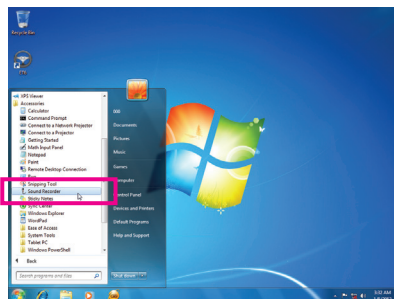 Recycle Bin
XPS Viewer
Accessories
Calculator
Command Prompt
Connect to a Network Projector
Connect to a Projector
Getting Started
Math Input Panel
Notepad
Paint
Remote Desktop Connection
Run
Snipping Tool
Sound Recorder
Sticky Notes
Sync Center
Windows Explorer
WordPad
Ease of Access
System Tools
Tablet PC
Windows PowerShell
Back
Search programs and files
Documents
Pictures
Music
Games
Computer
Control Panel
Devices and Printers
Default Programs
Help and Support
Shut down